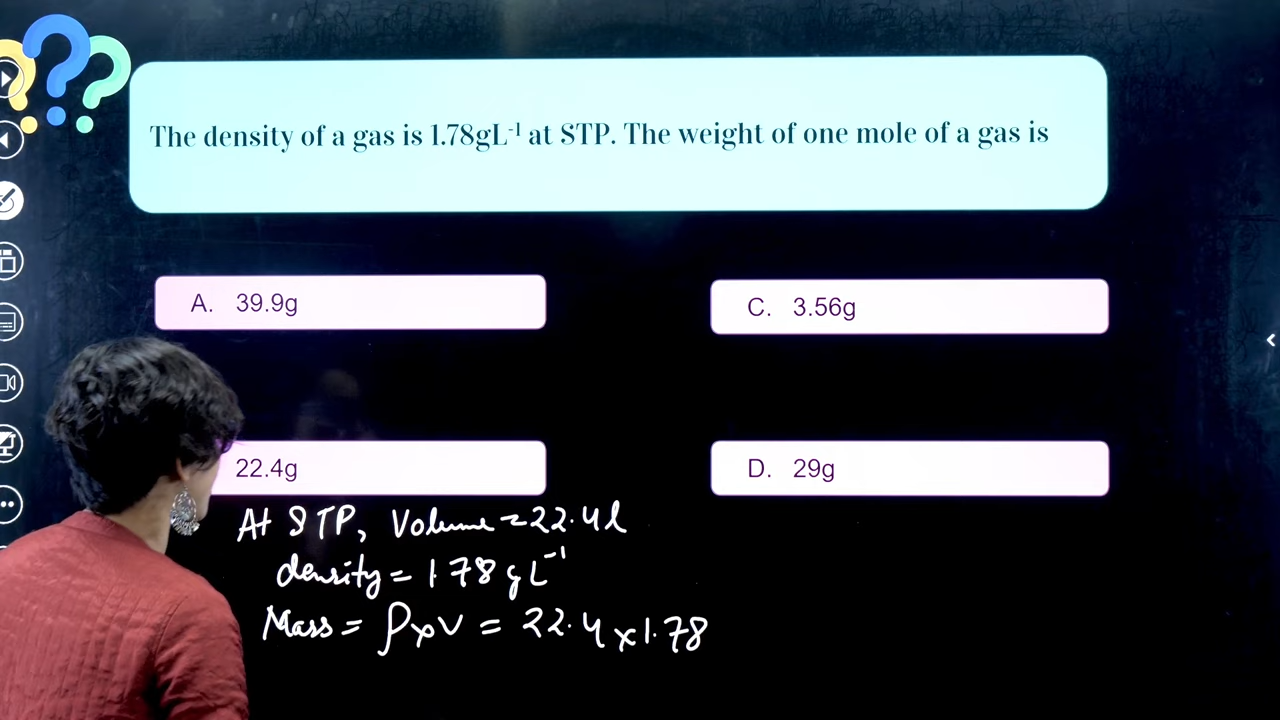 The density of a gas is 1.78gL⁻¹ at STP. The weight of one mole of a gas is
A. 39.9g
C. 3.56g
22.4g
D. 29g
At STP, Volume = 22.4l
density = 1.78 gL⁻¹
Mass = ρ×V = 22.4 ×1.78